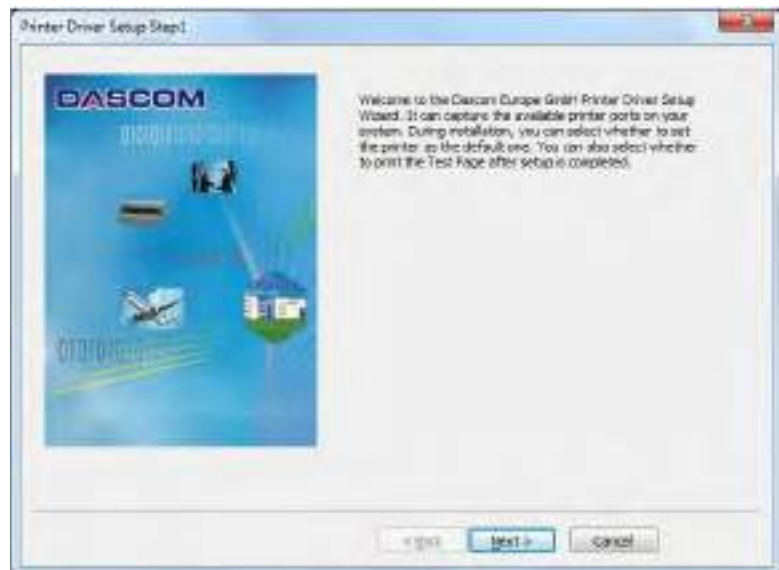 Printer Driver Setup Step1
DASCOM
Welcome to the Dascom Europe GmbH Printer Driver Setup
Wizard. It can capture the available printer ports on your
system. During installation, you can select whether to set
the printer as the default one. You can also select whether
to print the Test Page after setup is completed.
< Back
Next >
Cancel